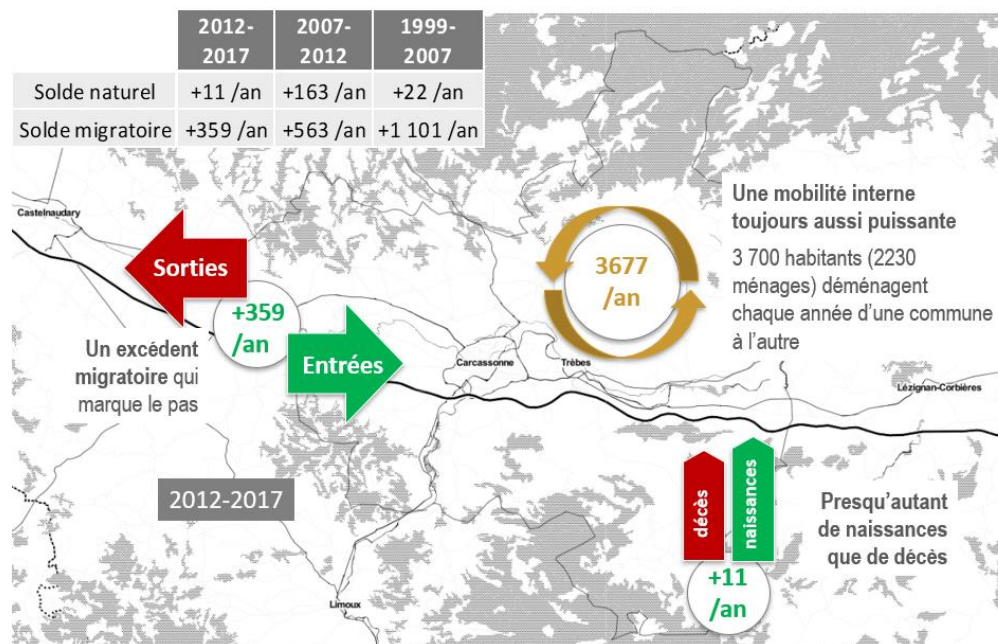 2012-
2017
2007-
2012
1999-
2007
Solde naturel +11 /an +163 /an +22 /an
Solde migratoire +359 /an +563 /an +1 101 /an
Castelnaudary
Sorties
+359
/an
Entrées
Un excédent
migratoire qui
marque le pas
3677
/an
Une mobilité interne
toujours aussi puissante
3 700 habitants (2230
ménages) déménagent
chaque année d’une commune
à l’autre
Carcassonne
Trèbes
Lézignan-Corbières
2012-2017
Limoux
décès
naissances
+11
/an
Presqu’autant
de naissances
que de décès